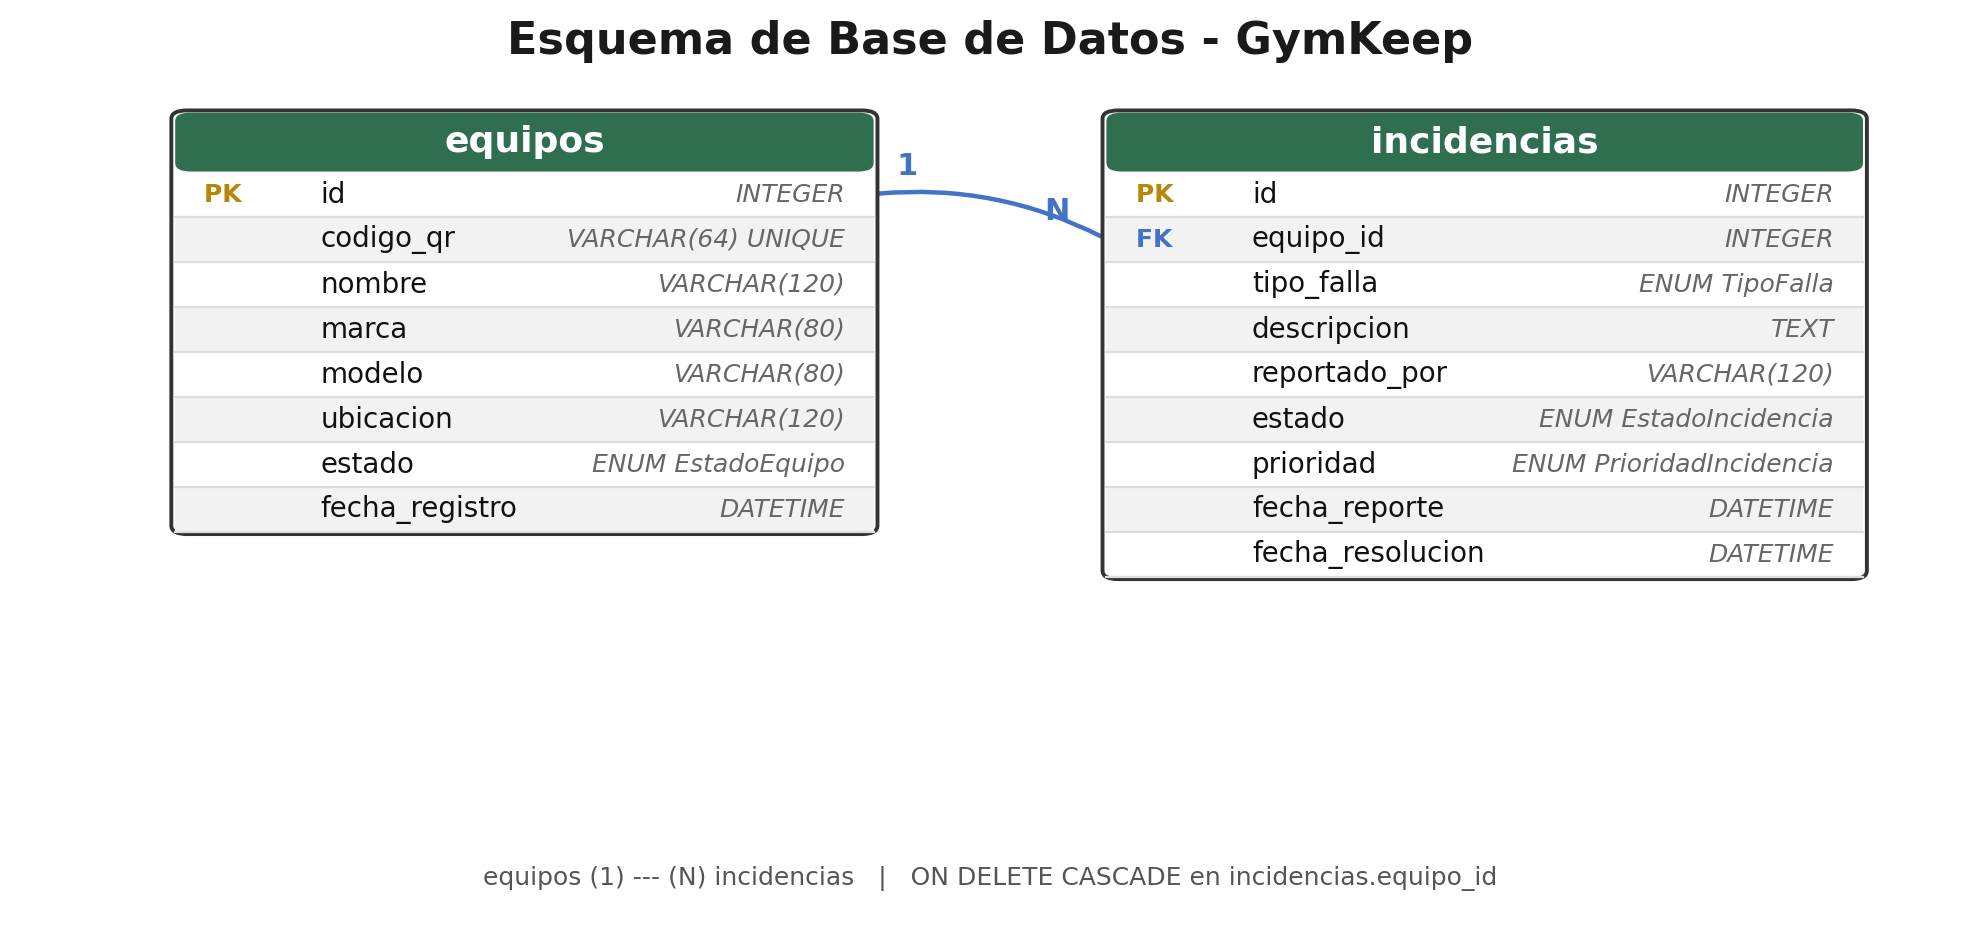 Esquema de Base de Datos - GymKeep
equipos
PK id INTEGER
codigo_qr VARCHAR(64) UNIQUE
nombre VARCHAR(120)
marca VARCHAR(80)
modelo VARCHAR(80)
ubicacion VARCHAR(120)
estado ENUM EstadoEquipo
fecha_registro DATETIME
1
N
incidencias
PK id INTEGER
FK equipo_id INTEGER
tipo_falla ENUM TipoFalla
descripcion TEXT
reportado_por VARCHAR(120)
estado ENUM EstadoIncidencia
prioridad ENUM PrioridadIncidencia
fecha_reporte DATETIME
fecha_resolucion DATETIME
equipos (1) --- (N) incidencias | ON DELETE CASCADE en incidencias.equipo_id